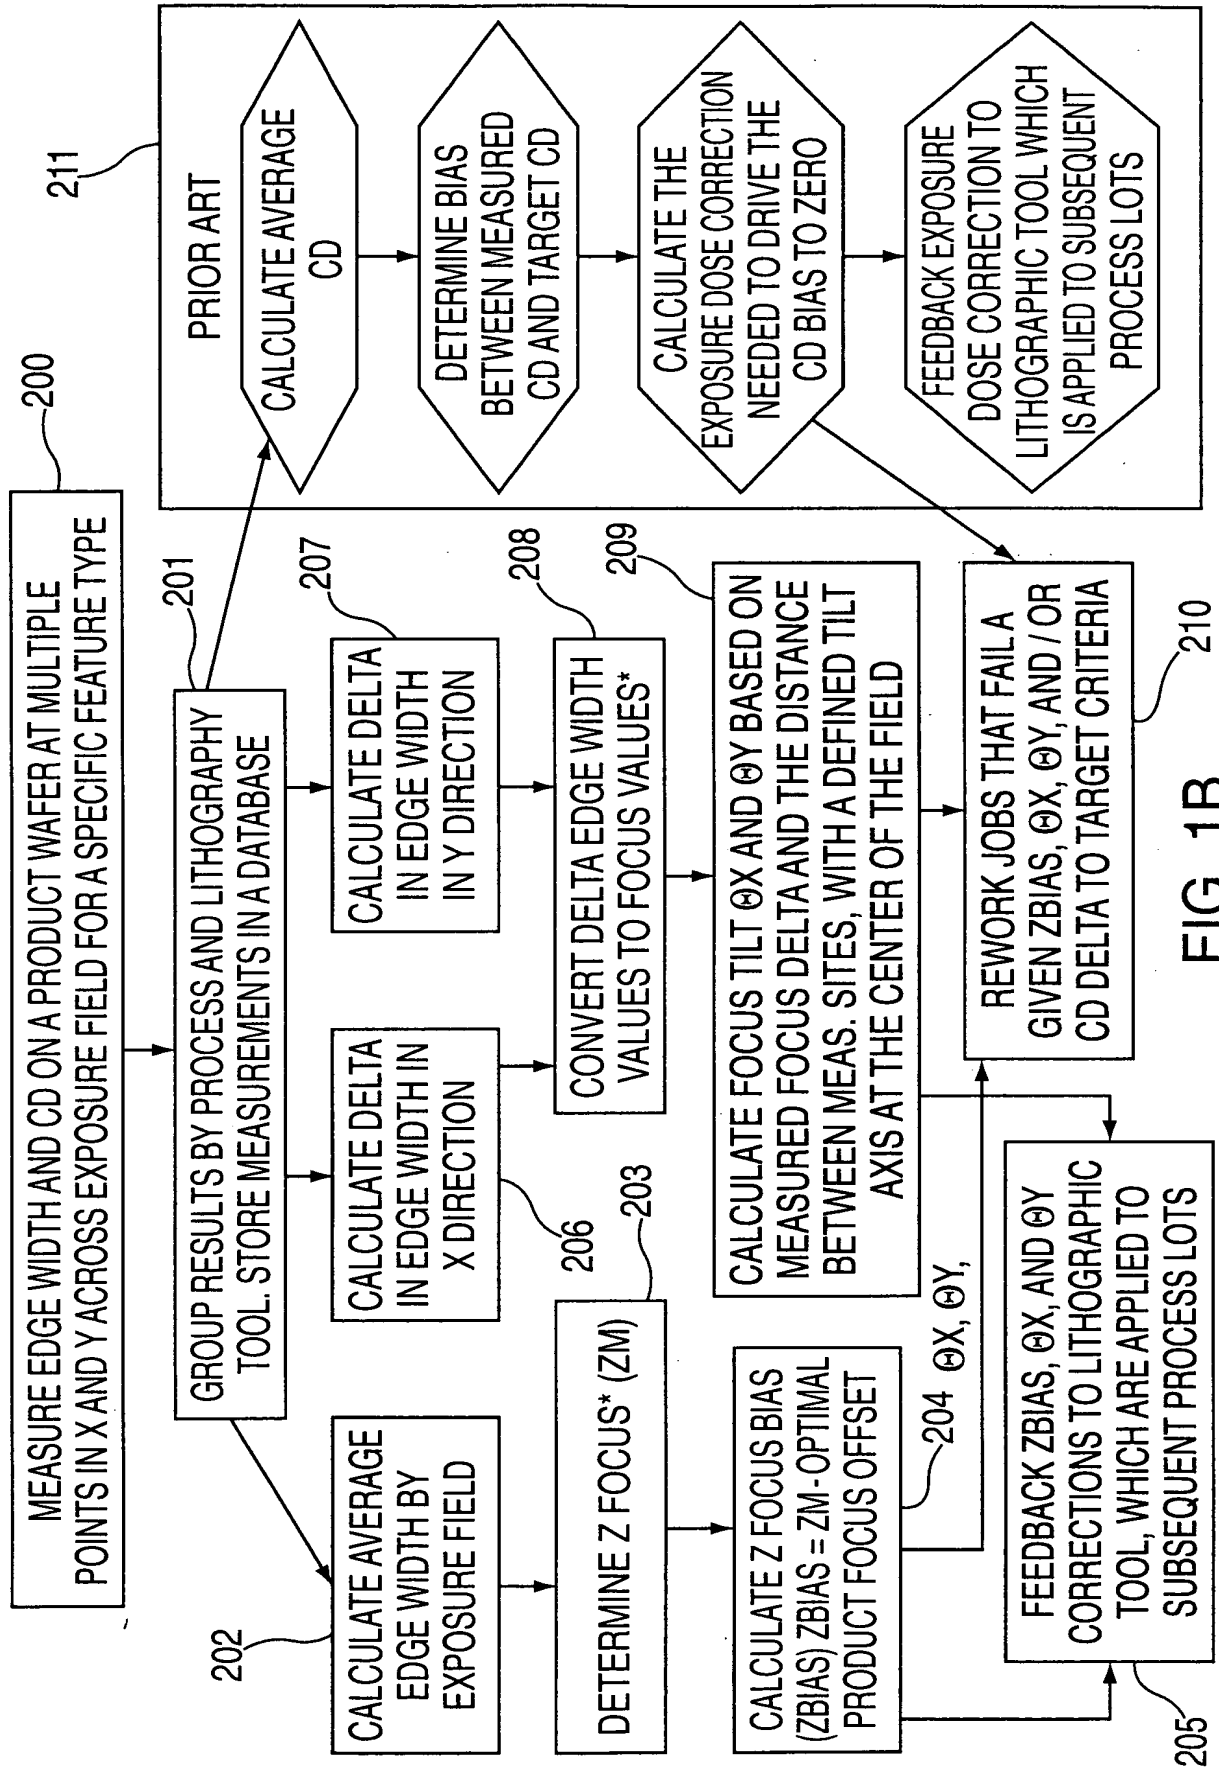 MEASURE EDGE WIDTH AND CD ON A PRODUCT WAFER AT MULTIPLE
POINTS IN X AND Y ACROSS EXPOSURE FIELD FOR A SPECIFIC FEATURE TYPE
200
GROUP RESULTS BY PROCESS AND LITHOGRAPHY
TOOL. STORE MEASUREMENTS IN A DATABASE
201
202
CALCULATE AVERAGE
EDGE WIDTH BY
EXPOSURE FIELD
CALCULATE DELTA
IN EDGE WIDTH IN
X DIRECTION
206
CALCULATE DELTA
IN EDGE WIDTH
IN Y DIRECTION
207
DETERMINE Z FOCUS* (ZM)
203
CONVERT DELTA EDGE WIDTH
VALUES TO FOCUS VALUES*
208
CALCULATE Z FOCUS BIAS
(ZBIAS) ZBIAS = ZM - OPTIMAL
PRODUCT FOCUS OFFSET
204
ΘX, ΘY,
CALCULATE FOCUS TILT ΘX AND ΘY BASED ON
MEASURED FOCUS DELTA AND THE DISTANCE
BETWEEN MEAS. SITES, WITH A DEFINED TILT
AXIS AT THE CENTER OF THE FIELD
209
FEEDBACK ZBIAS, ΘX, AND ΘY
CORRECTIONS TO LITHOGRAPHIC
TOOL, WHICH ARE APPLIED TO
SUBSEQUENT PROCESS LOTS
205
REWORK JOBS THAT FAIL A
GIVEN ZBIAS, ΘX, ΘY, AND / OR
CD DELTA TO TARGET CRITERIA
210
211
PRIOR ART
CALCULATE AVERAGE
CD
DETERMINE BIAS
BETWEEN MEASURED
CD AND TARGET CD
CALCULATE THE
EXPOSURE DOSE CORRECTION
NEEDED TO DRIVE THE
CD BIAS TO ZERO
FEEDBACK EXPOSURE
DOSE CORRECTION TO
LITHOGRAPHIC TOOL WHICH
IS APPLIED TO SUBSEQUENT
PROCESS LOTS
FIG. 1B